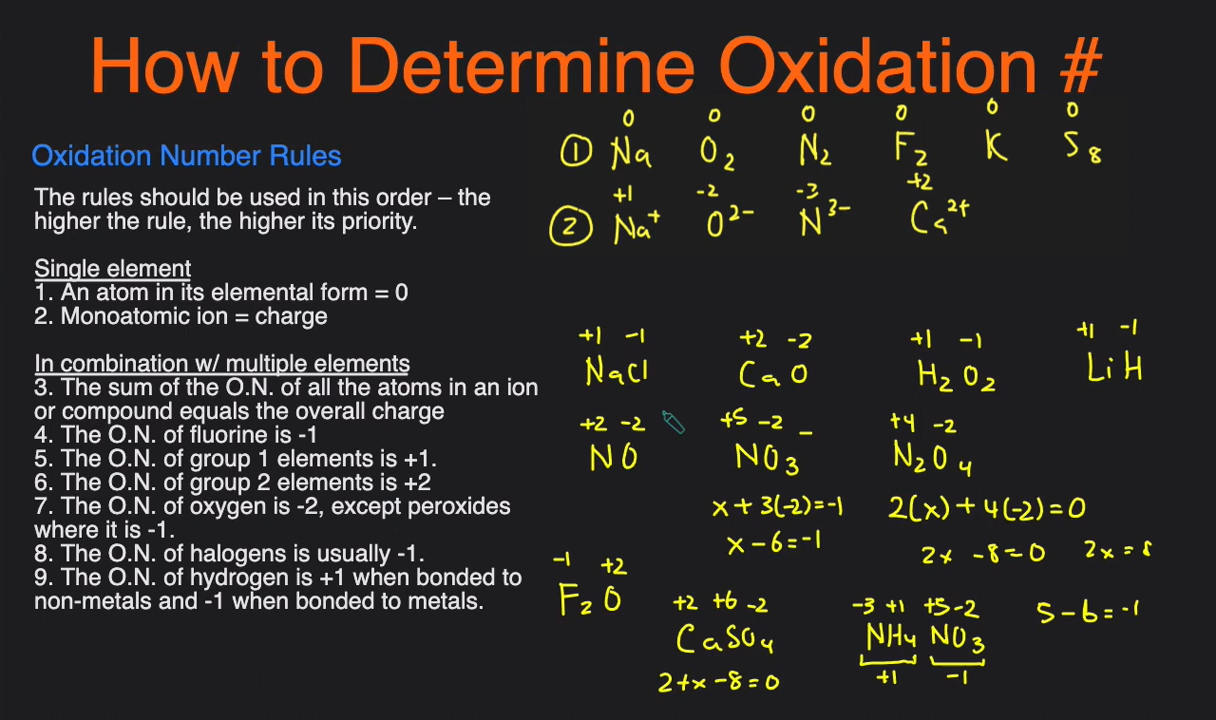 How to Determine Oxidation #
Oxidation Number Rules
The rules should be used in this order – the
higher the rule, the higher its priority.
Single element
1. An atom in its elemental form = 0
2. Monoatomic ion = charge
In combination w/ multiple elements
3. The sum of the O.N. of all the atoms in an ion
or compound equals the overall charge
4. The O.N. of fluorine is -1
5. The O.N. of group 1 elements is +1.
6. The O.N. of group 2 elements is +2
7. The O.N. of oxygen is -2, except peroxides
where it is -1.
8. The O.N. of halogens is usually -1.
9. The O.N. of hydrogen is +1 when bonded to
non-metals and -1 when bonded to metals.
0 0 0 0 0 0
① Na O₂ N₂ F₂ K S₈
+1 -2 -3 +2
② Na⁺ O²⁻ N³⁻ Ca²⁺
+1 -1 +2 -2 +1 -1 +1 -1
NaCl CaO H₂O₂ LiH
+2 -2 +5 -2 +4 -2
NO NO₃⁻ N₂O₄
x + 3(-2) = -1 2(x) + 4(-2) = 0
x - 6 = -1 2x - 8 = 0 2x = 8
-1 +2
F₂O
+2 +6 -2 -3 +1 +5 -2
CaSO₄ NH₄ NO₃ 5 - 6 = -1
2 + x - 8 = 0 +1 -1